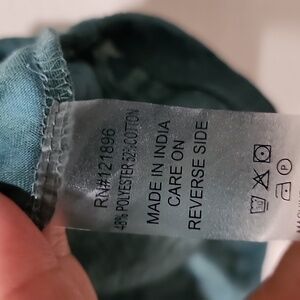 RN#121896
48% POLYESTER 52% COTTON
MADE IN INDIA
CARE ON
REVERSE SIDE